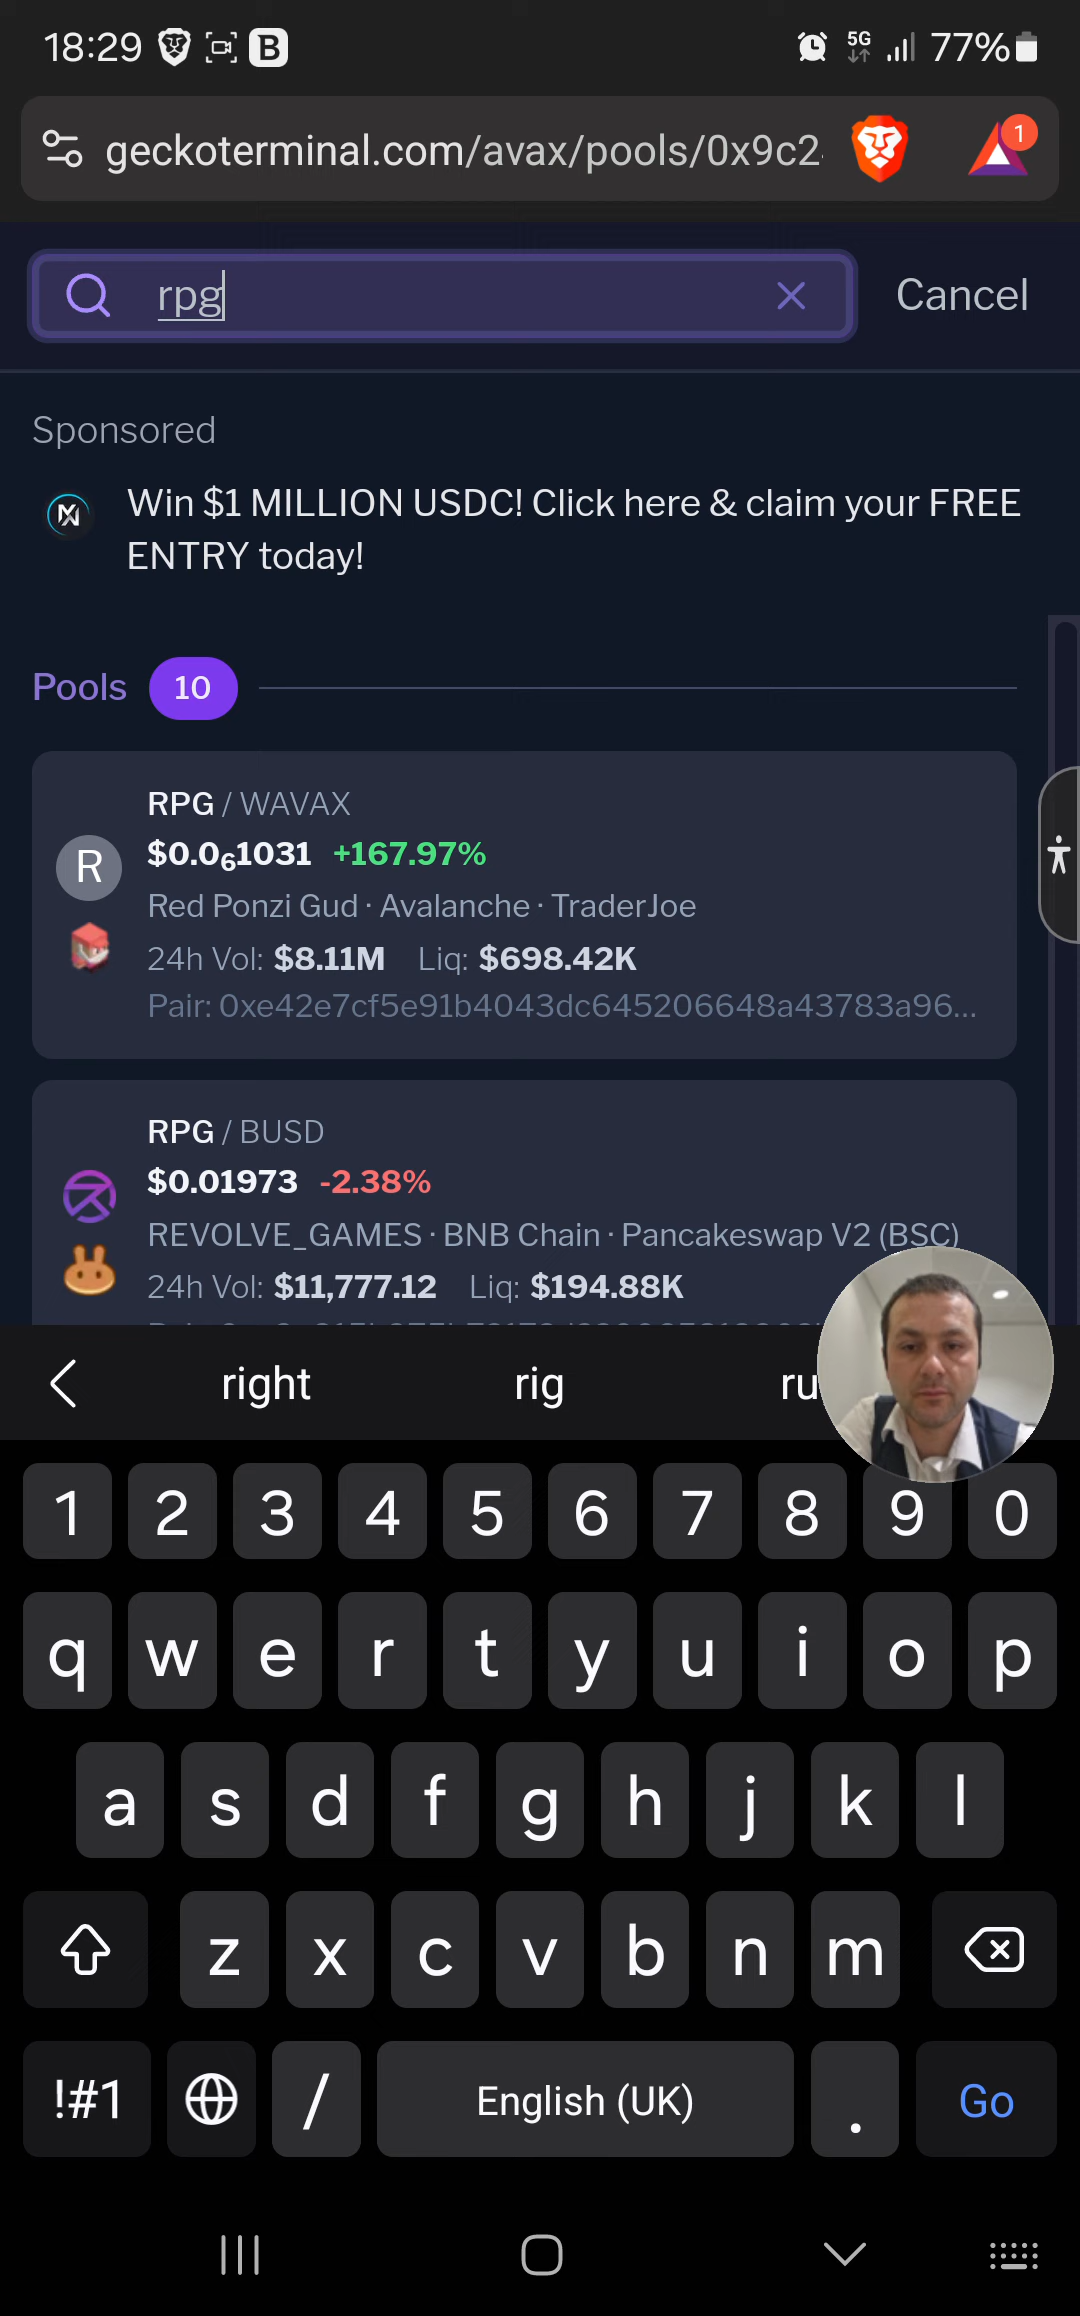 18:29 B 5G 77%
geckoterminal.com/avax/pools/0x9c2 1
rpg Cancel
Sponsored
Win $1 MILLION USDC! Click here & claim your FREE
ENTRY today!
Pools 10
RPG / WAVAX
R $0.0₆1031 +167.97%
Red Ponzi Gud · Avalanche · TraderJoe
24h Vol: $8.11M Liq: $698.42K
Pair: 0xe42e7cf5e91b4043dc645206648a43783a96...
RPG / BUSD
$0.01973 -2.38%
REVOLVE_GAMES · BNB Chain · Pancakeswap V2 (BSC)
24h Vol: $11,777.12 Liq: $194.88K
right rig ru
1 2 3 4 5 6 7 8 9 0
q w e r t y u i o p
a s d f g h j k l
z x c v b n m
!#1 / English (UK) . Go